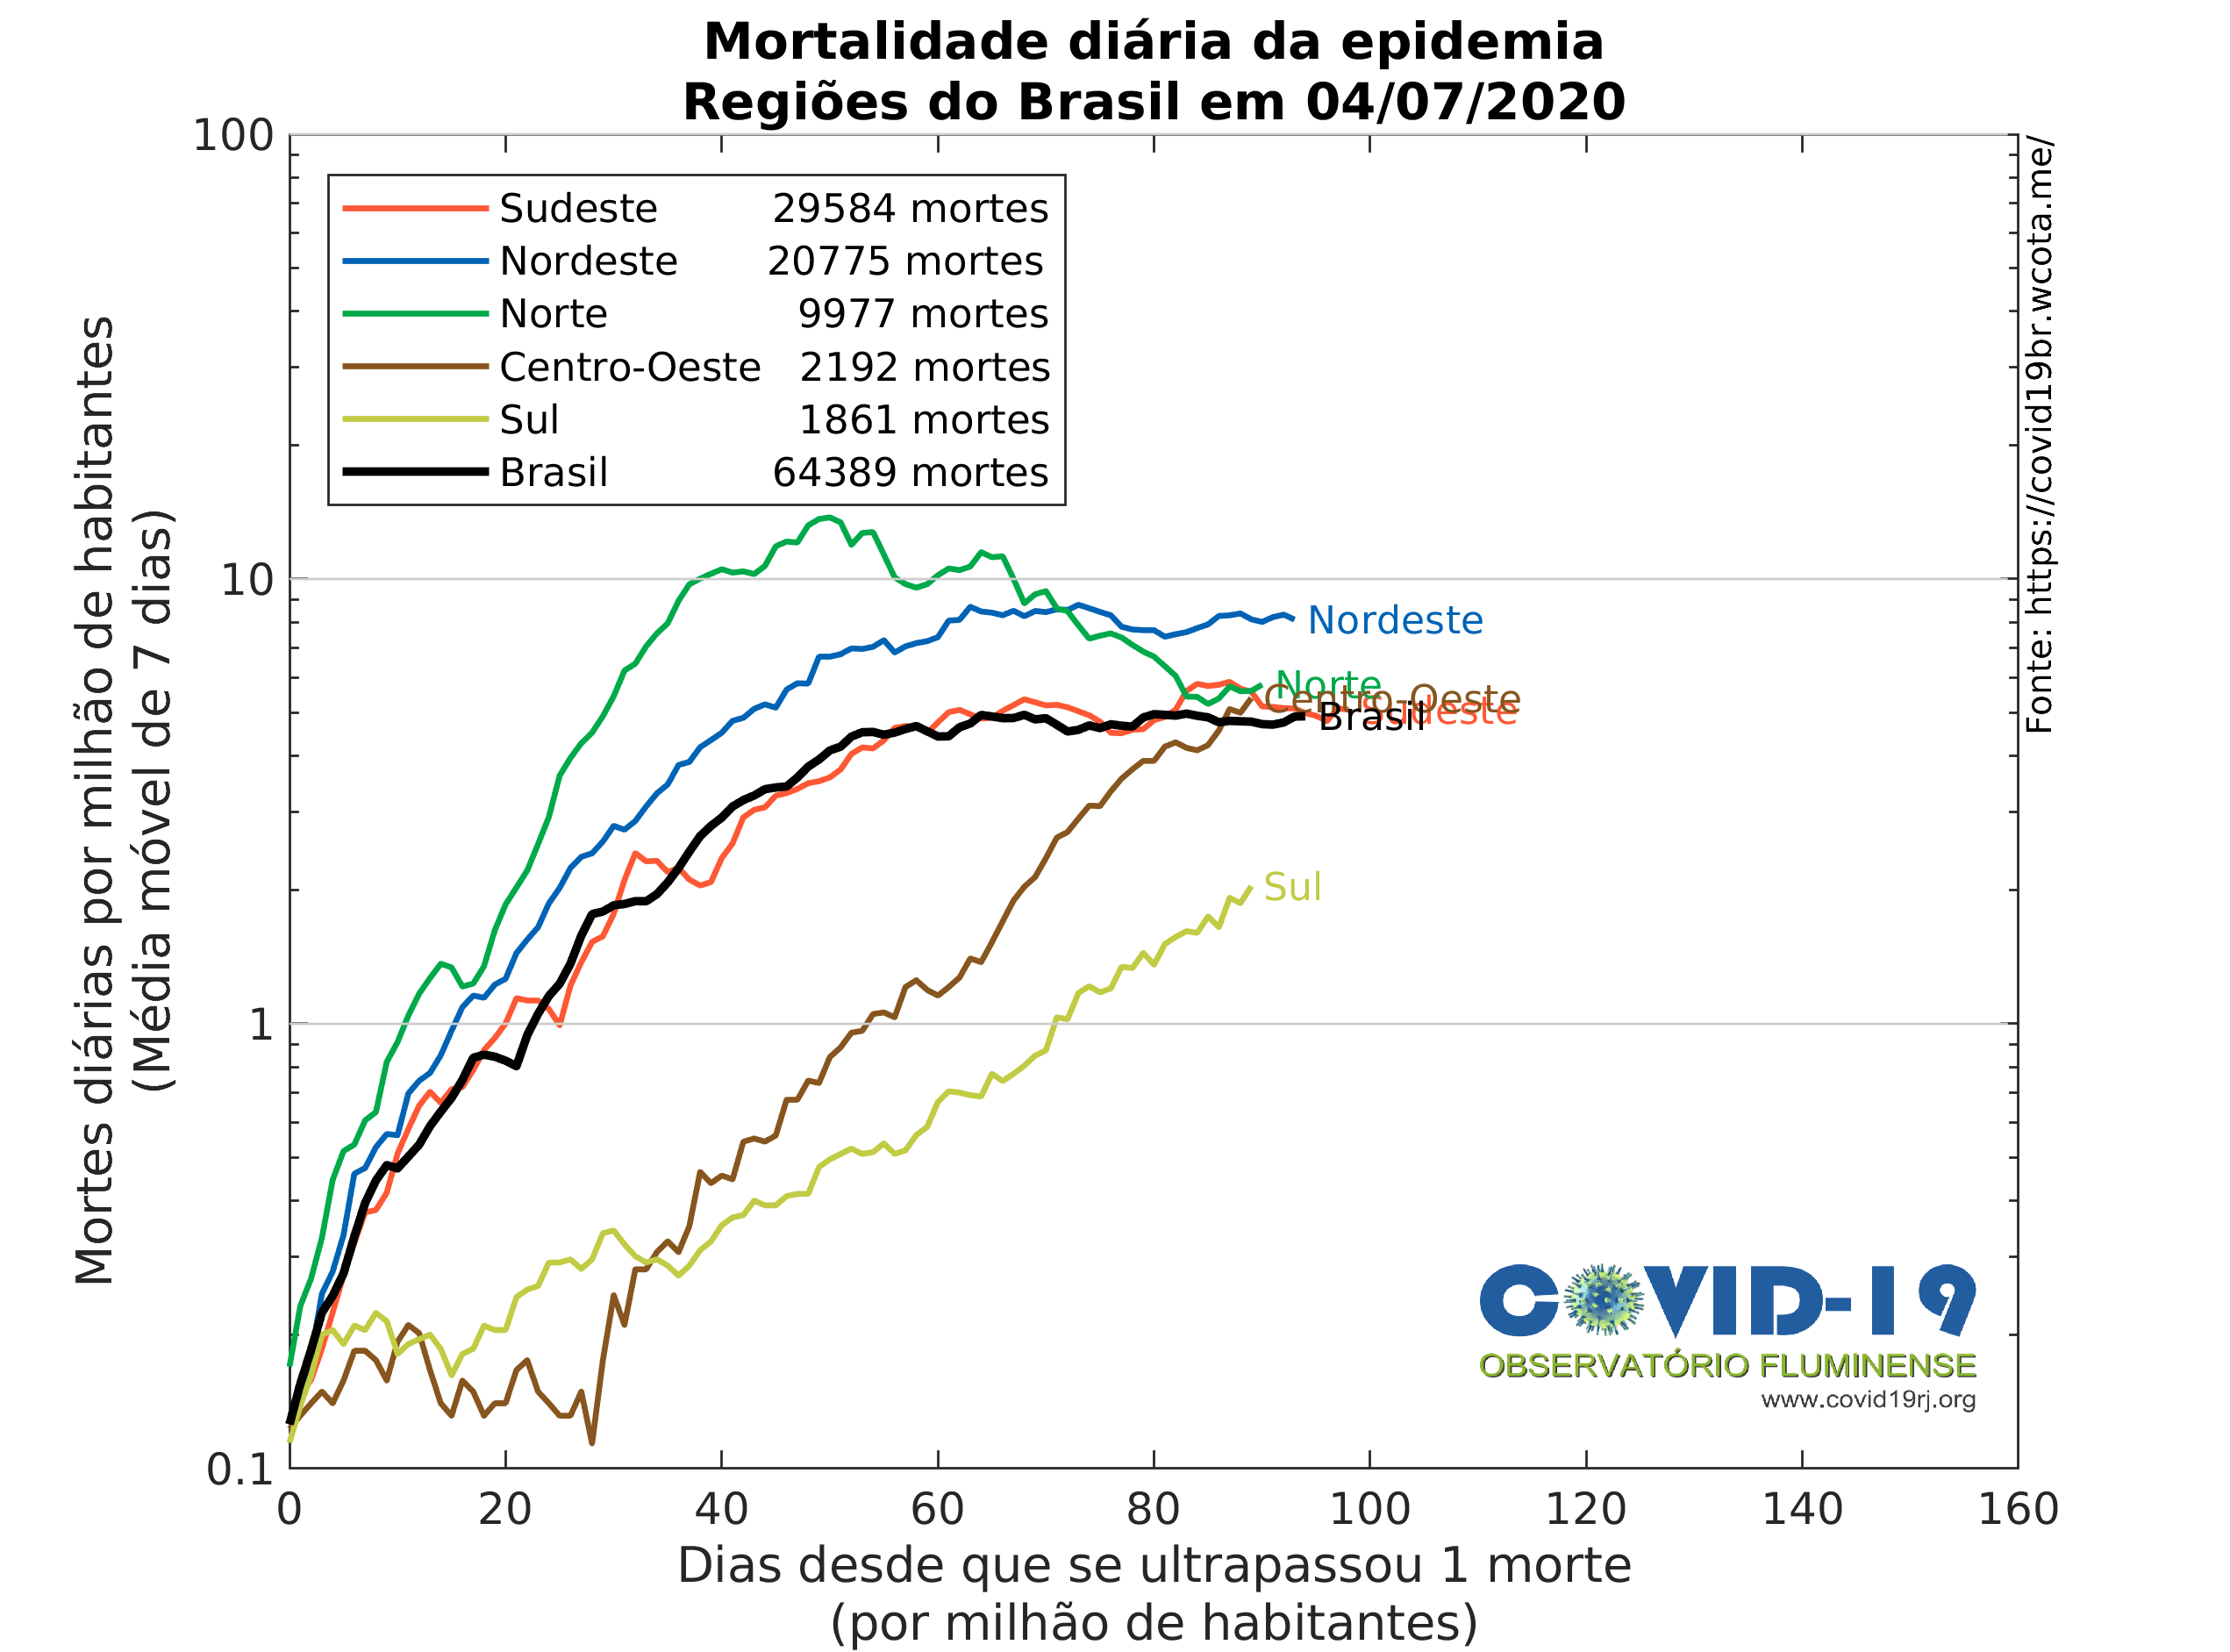 Mortalidade diária da epidemia
Regiões do Brasil em 04/07/2020
Mortes diárias por milhão de habitantes
(Média móvel de 7 dias)
100
10
1
0.1
Sudeste 29584 mortes
Nordeste 20775 mortes
Norte 9977 mortes
Centro-Oeste 2192 mortes
Sul 1861 mortes
Brasil 64389 mortes
Nordeste
Norte
Centro-Oeste
Sudeste
Brasil
Sul
Fonte: https://covid19br.wcota.me/
COVID-19
OBSERVATÓRIO FLUMINENSE
www.covid19rj.org
0 20 40 60 80 100 120 140 160
Dias desde que se ultrapassou 1 morte
(por milhão de habitantes)